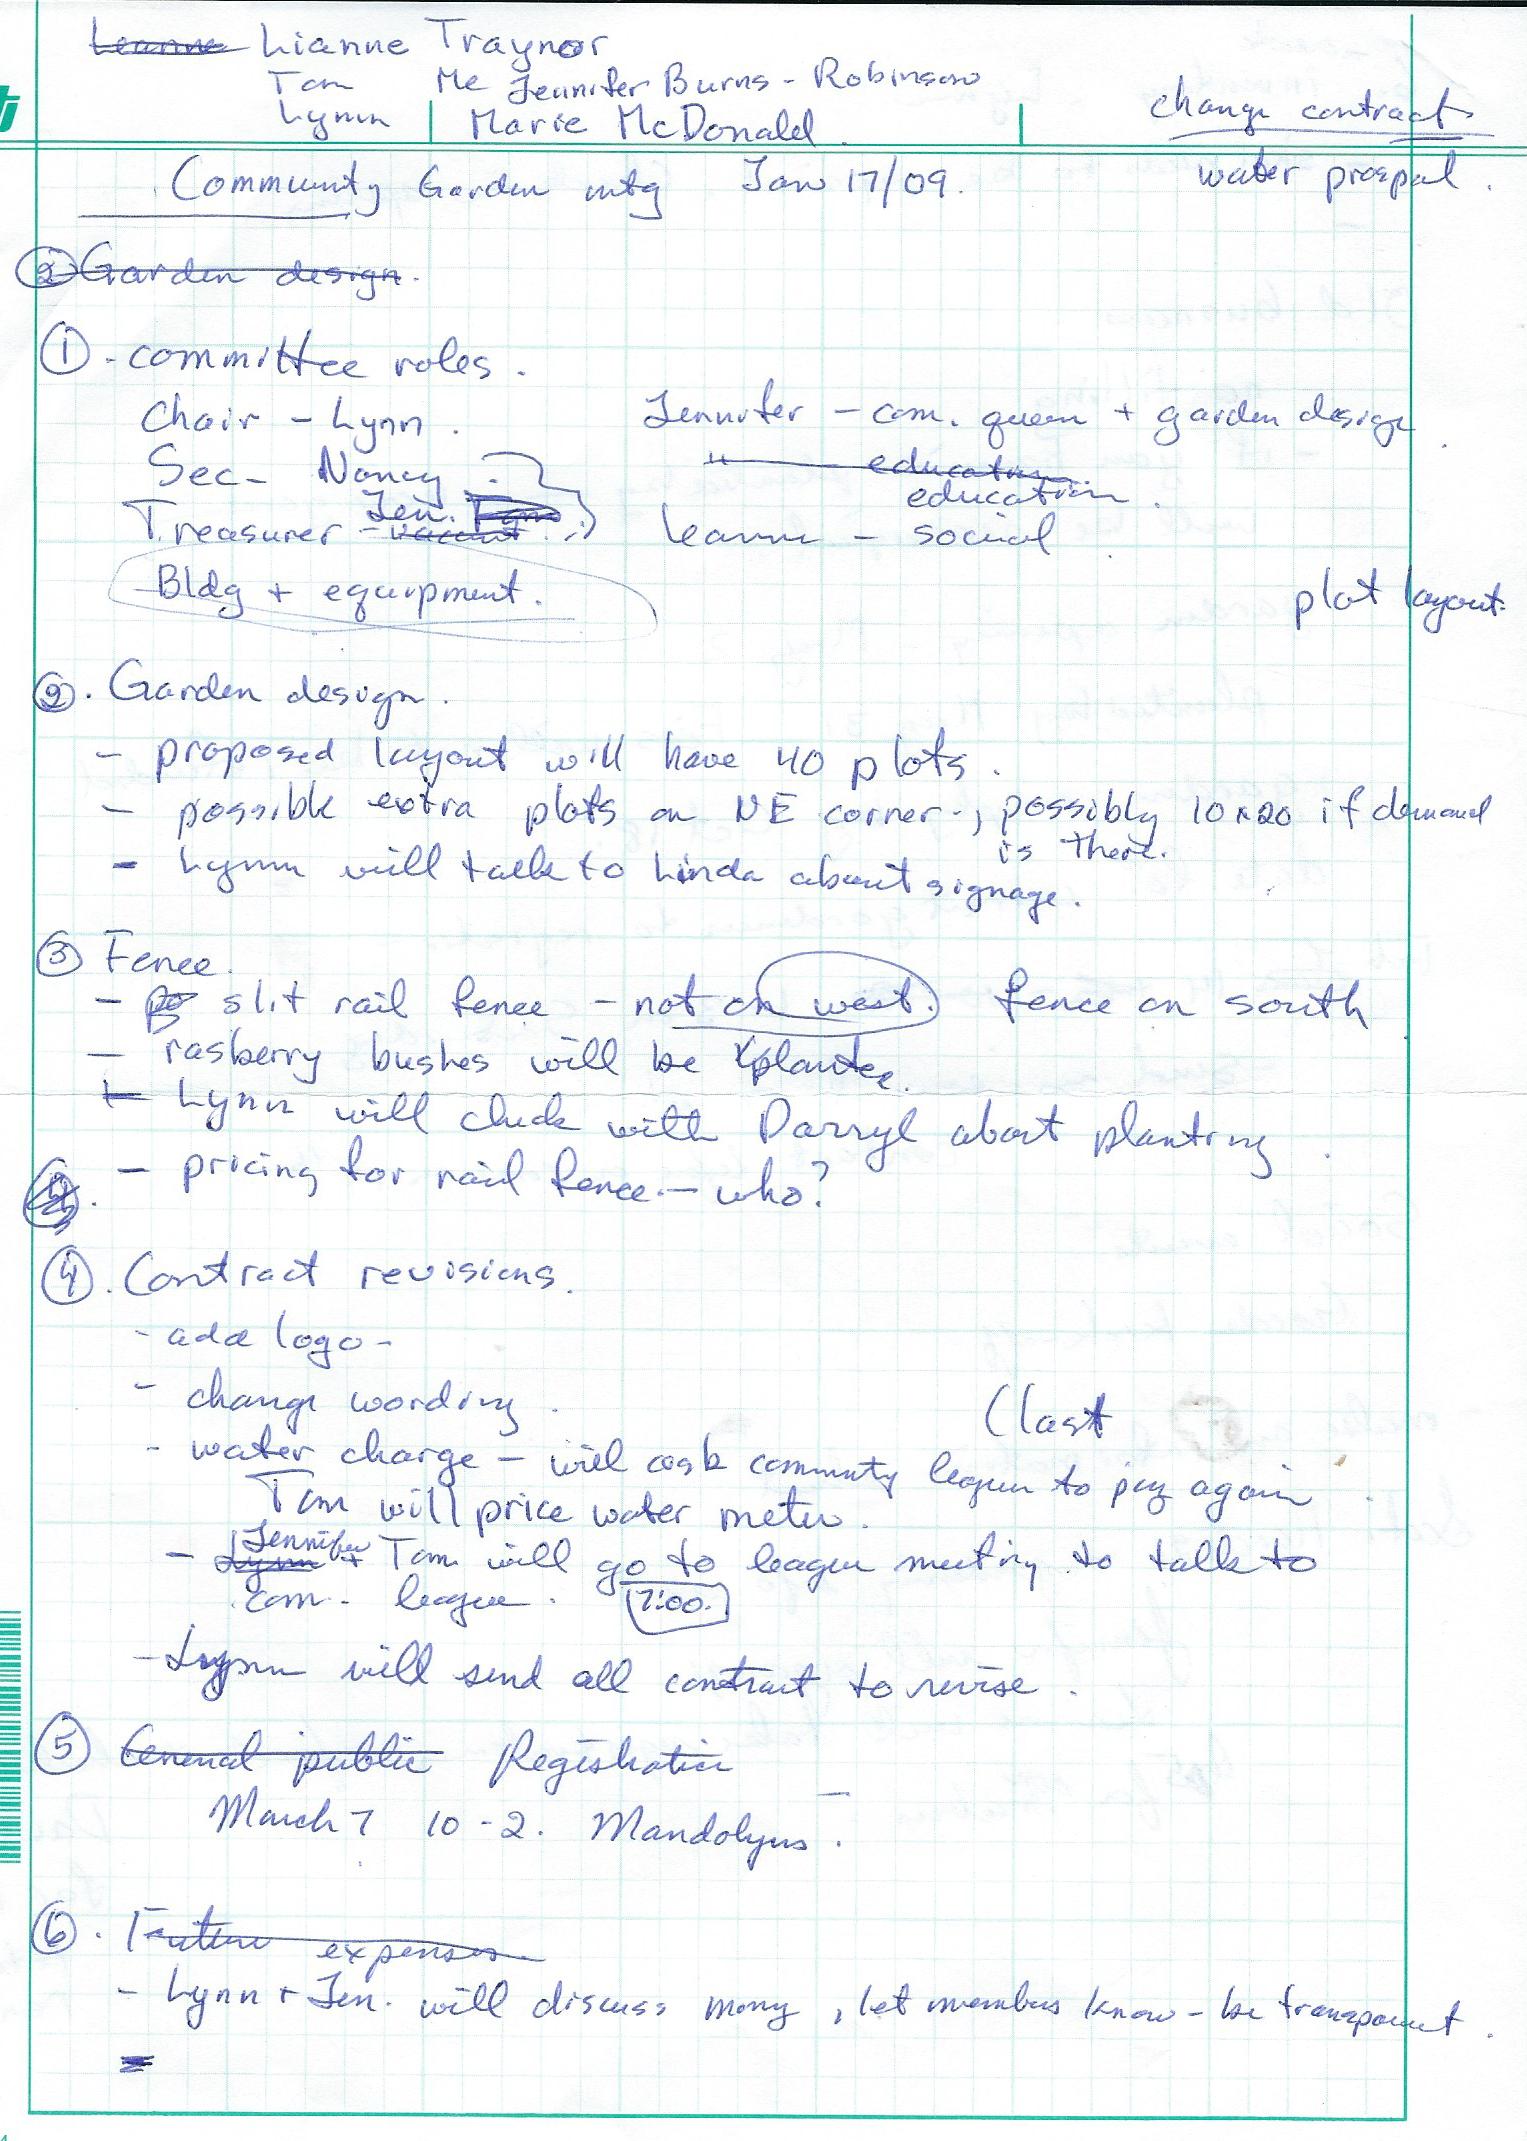 Leanne Lianne Traynor
Tom Me Jennifer Burns - Robinson
Lynn Marie McDonald.
change contract
Community Garden mtg Jan 17/09.
water prospal.
② Garden design.
① - committee roles.
Chair - Lynn.
Jennifer - com. queen + garden design.
Sec - Nancy.
" education
education.
Jen. Lynn
Treasurer - vacant
Leanne - social
Bldg + equipment.
plot layout.
②. Garden design.
- proposed layout will have 40 plots.
- possible extra plots on NE corner -, possibly 10x20 if demand
is there.
- Lynn will talk to Linda about signage.
③ Fence.
- slit rail fence - not on west. fence on south
- rasberry bushes will be xplante.
- Lynn will check with Darryl about planting.
- pricing for rail fence. - who?
④. Contract revisions.
- add logo -
- change wording.
(last
- water charge - will ask community league to pay again.
Tom will price water meter.
Jennifer
- Lynn + Tom will go to league meeting to talk to
com. league. 7:00.
- Lynn will send all contract to revise.
⑤ General public Registration
March 7 10 - 2. Mandolyns.
⑥. Future expenses
- Lynn + Jen. will discuss mony, let members know - be transparent.